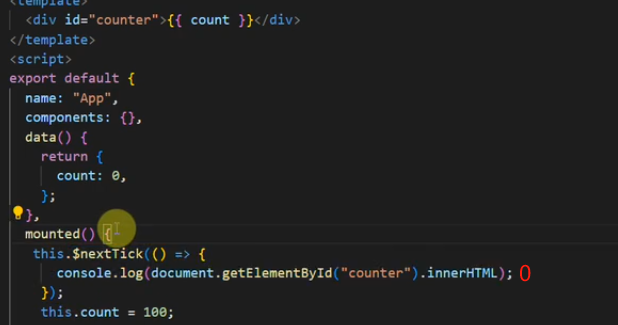 <template>
<div id="counter">{{ count }}</div>
</template>
<script>
export default {
name: "App",
components: {},
data() {
return {
count: 0,
};
},
mounted() {
this.$nextTick(() => {
console.log(document.getElementById("counter").innerHTML); 0
});
this.count = 100;